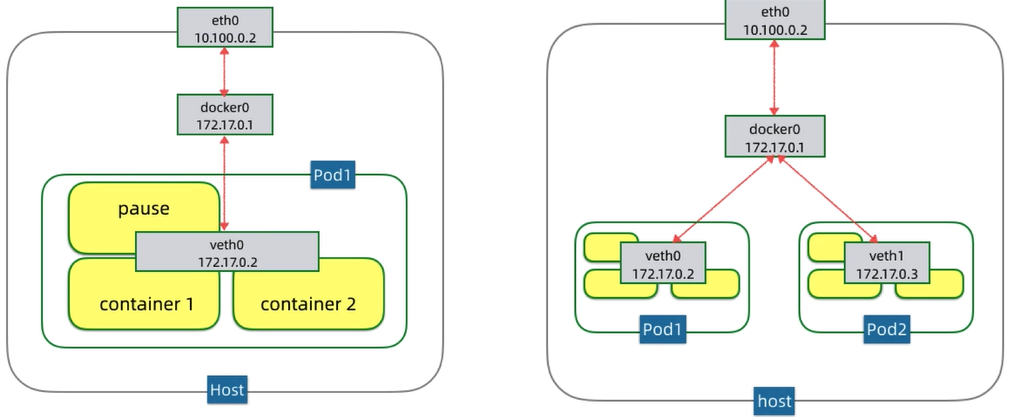 eth0
10.100.0.2
docker0
172.17.0.1
Pod1
pause
veth0
172.17.0.2
container 1
container 2
Host
eth0
10.100.0.2
docker0
172.17.0.1
veth0
172.17.0.2
Pod1
veth1
172.17.0.3
Pod2
host